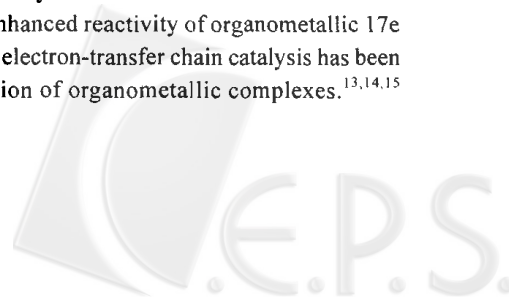 nhanced reactivity of organometallic 17e
electron-transfer chain catalysis has been
ion of organometallic complexes.13,14,15
C.E.P.S.